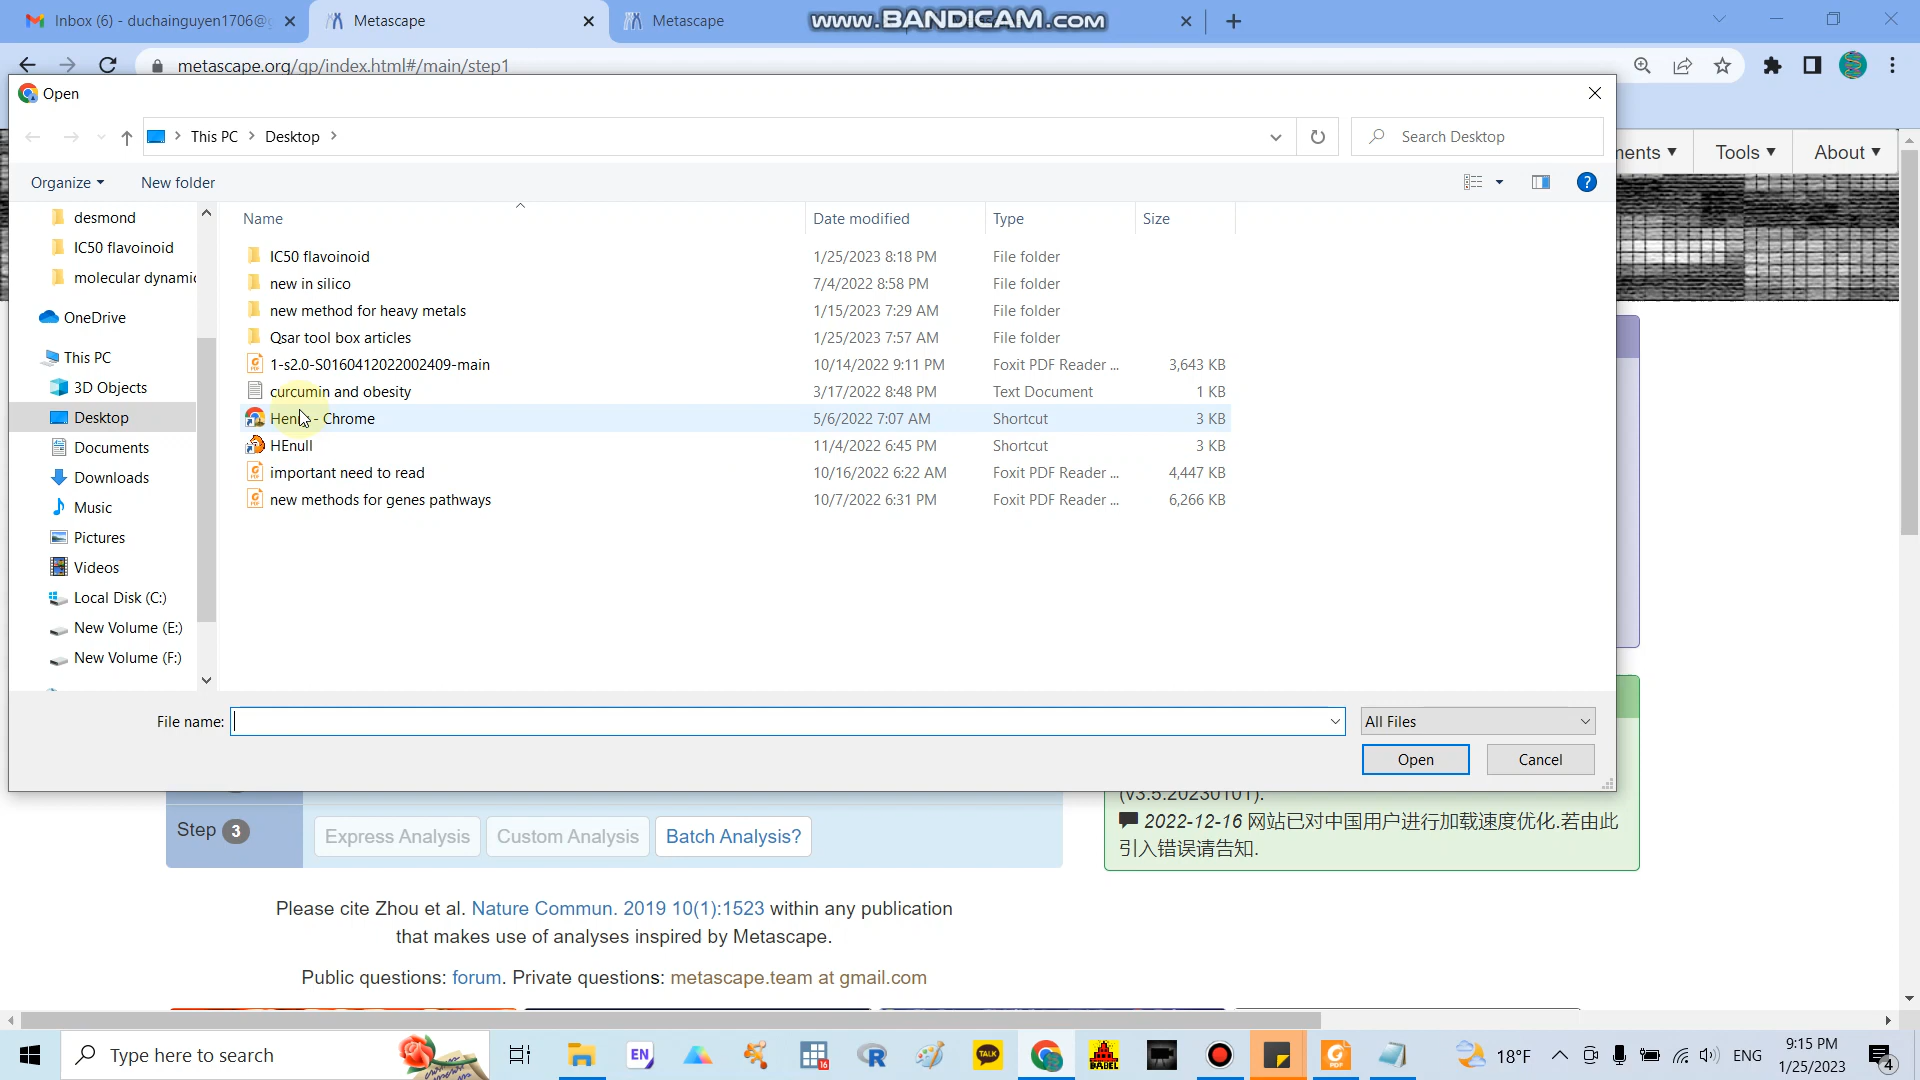 Inbox (6) - duchainguyen1706@
Metascape
Metascape
www.BANDICAM.com
metascape.org/gp/index.html#/main/step1
Open
This PC > Desktop >
Search Desktop
Tools
About
Organize
New folder
Name
Date modified
Type
Size
desmond
IC50 flavoinoid
molecular dynamic
OneDrive
This PC
3D Objects
Desktop
Documents
Downloads
Music
Pictures
Videos
Local Disk (C:)
New Volume (E:)
New Volume (F:)
IC50 flavoinoid 1/25/2023 8:18 PM File folder
new in silico 7/4/2022 8:58 PM File folder
new method for heavy metals 1/15/2023 7:29 AM File folder
Qsar tool box articles 1/25/2023 7:57 AM File folder
1-s2.0-S0160412022002409-main 10/14/2022 9:11 PM Foxit PDF Reader ... 3,643 KB
curcumin and obesity 3/17/2022 8:48 PM Text Document 1 KB
- Chrome 5/6/2022 7:07 AM Shortcut 3 KB
HEnull 11/4/2022 6:45 PM Shortcut 3 KB
important need to read 10/16/2022 6:22 AM Foxit PDF Reader ... 4,447 KB
new methods for genes pathways 10/7/2022 6:31 PM Foxit PDF Reader ... 6,266 KB
File name:
All Files
Open
Cancel
(v3.5.20230101).
2022-12-16 网站已对中国用户进行加载速度优化.若由此
引入错误请告知.
Step 3
Express Analysis
Custom Analysis
Batch Analysis?
Please cite Zhou et al. Nature Commun. 2019 10(1):1523 within any publication
that makes use of analyses inspired by Metascape.
Public questions: forum. Private questions: metascape.team at gmail.com
Type here to search
EN
16
TALK
BABEL
18°F
ENG
9:15 PM
1/25/2023
4